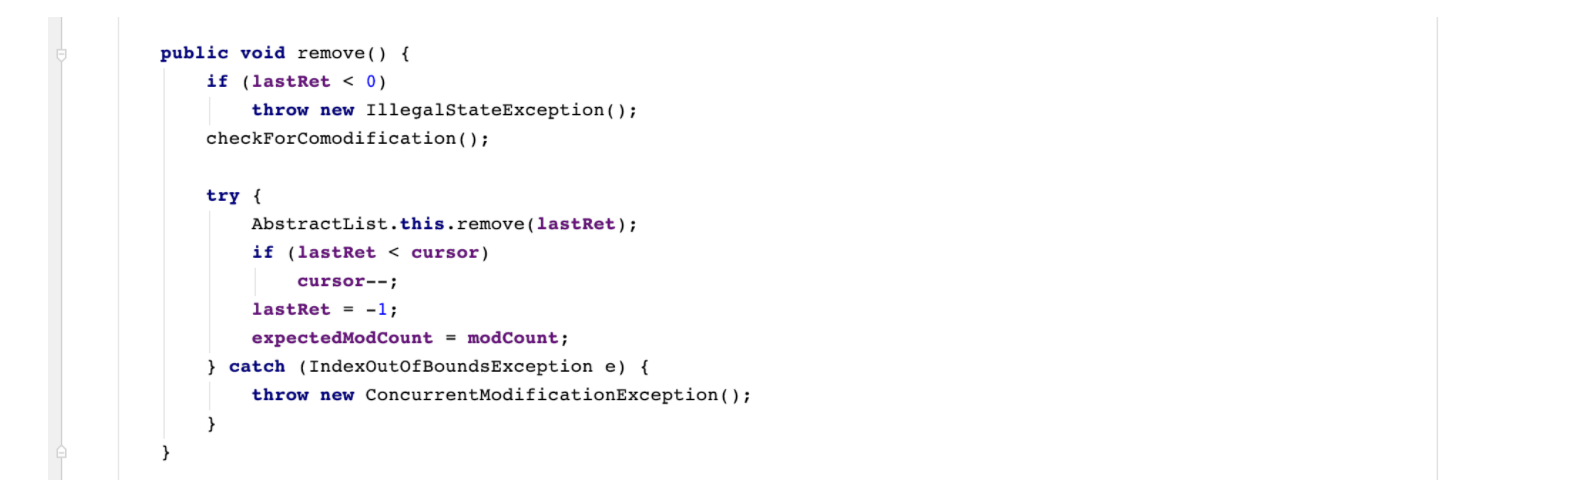 public void remove() {
if (lastRet < 0)
throw new IllegalStateException();
checkForComodification();
try {
AbstractList.this.remove(lastRet);
if (lastRet < cursor)
cursor--;
lastRet = -1;
expectedModCount = modCount;
} catch (IndexOutOfBoundsException e) {
throw new ConcurrentModificationException();
}
}